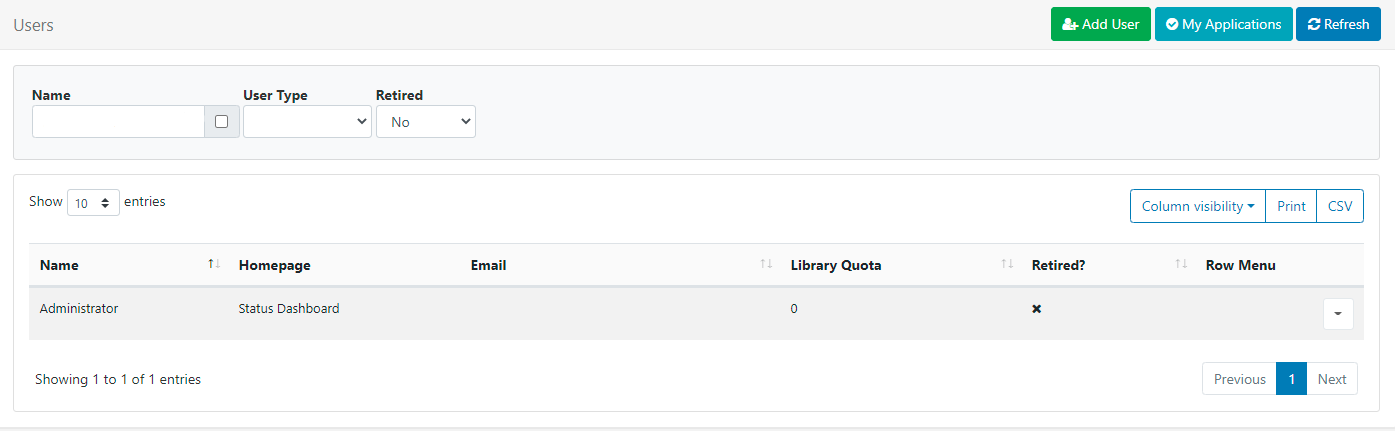 Users Add User My Applications Refresh
Name User Type Retired
No
Show 10 entries Column visibility Print CSV
Name Homepage Email Library Quota Retired? Row Menu
Administrator Status Dashboard 0
Showing 1 to 1 of 1 entries Previous 1 Next